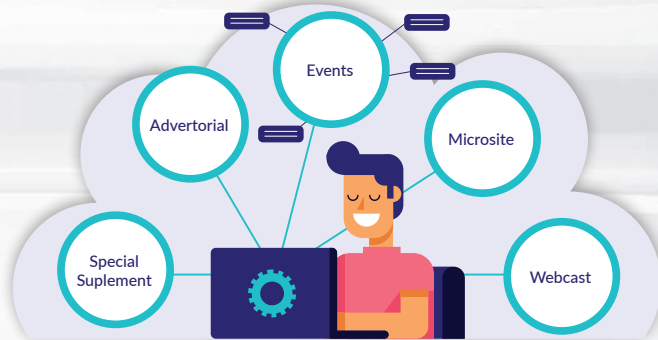 Events
Advertorial
Microsite
Special
Suplement
Webcast